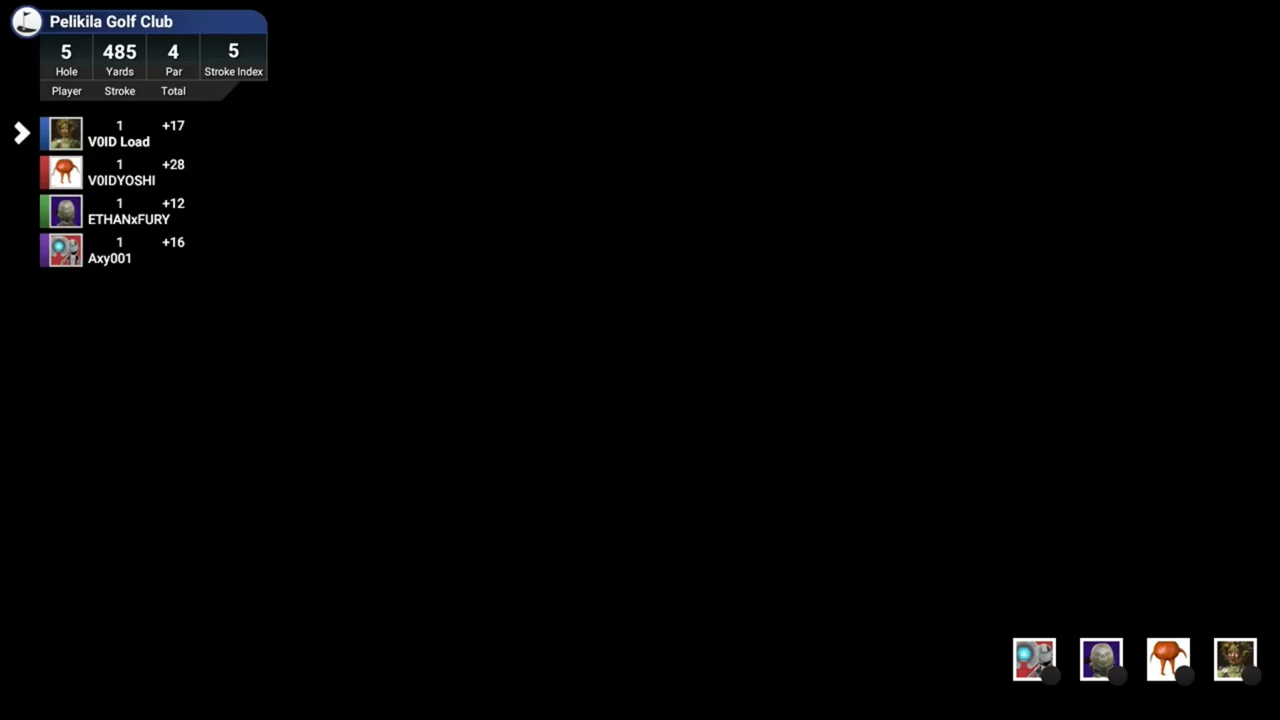 Pelikila Golf Club
5 485 4 5
Hole Yards Par Stroke Index
Player Stroke Total
1 +17
V0ID Load
1 +28
V0IDYOSHI
1 +12
ETHANxFURY
1 +16
Axy001